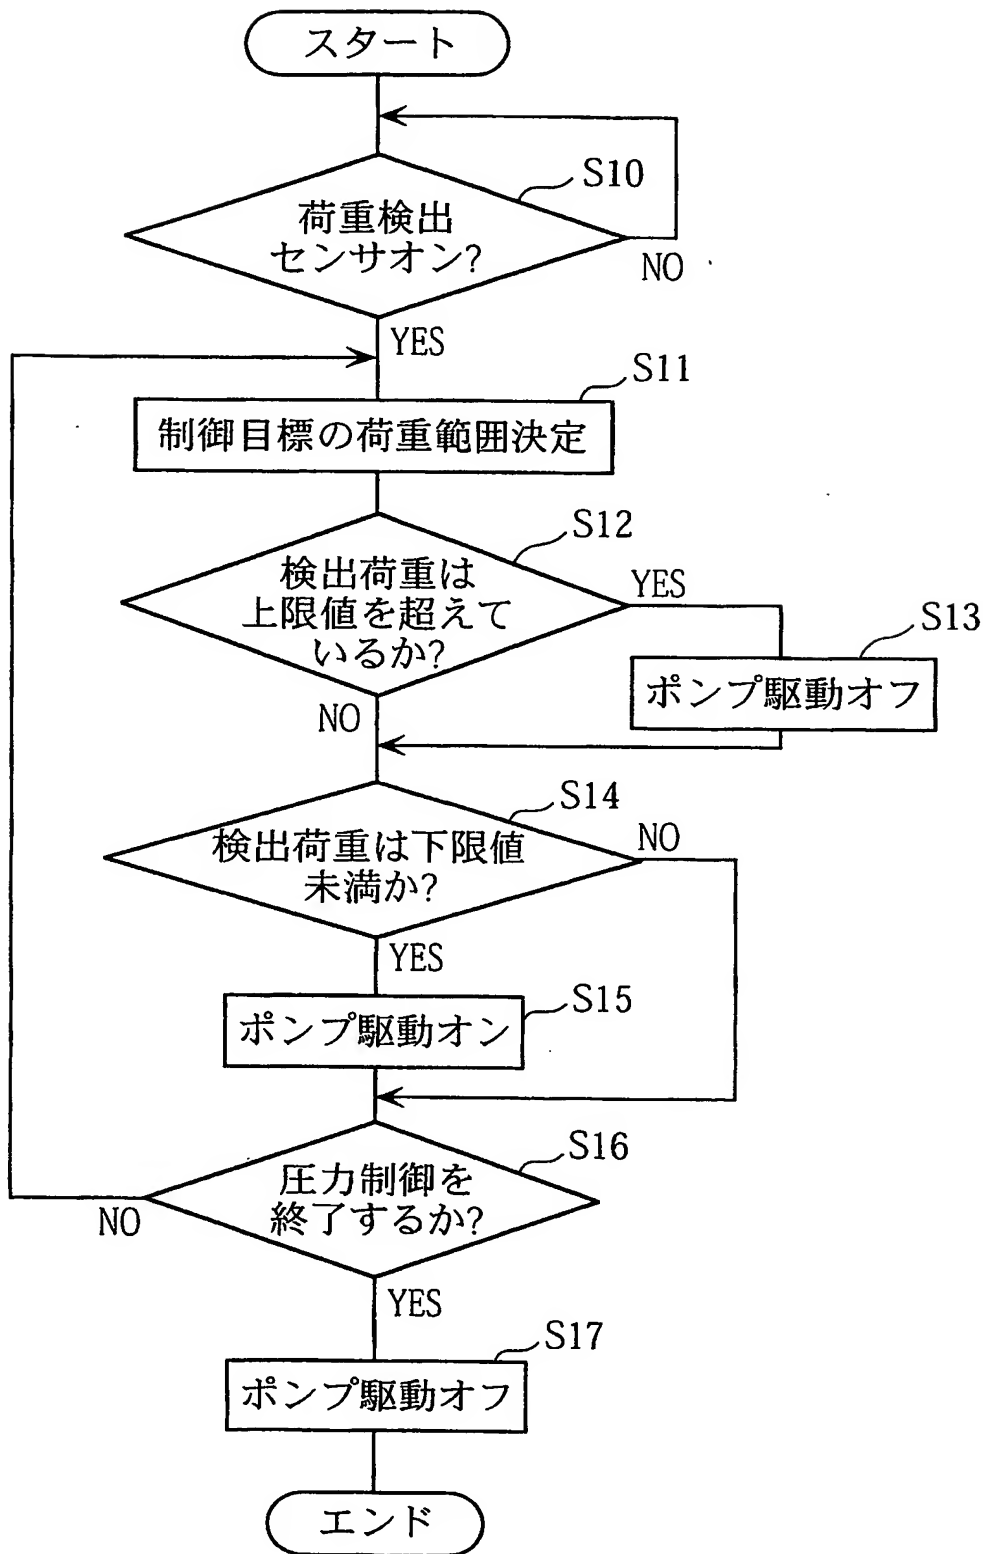 スタート
S10
荷重検出
センサオン?
NO
YES
S11
制御目標の荷重範囲決定
S12
検出荷重は
上限値を超えて
いるか?
YES
S13
ポンプ駆動オフ
NO
S14
検出荷重は下限値
未満か?
NO
YES
S15
ポンプ駆動オン
S16
圧力制御を
終了するか?
NO
YES
S17
ポンプ駆動オフ
エンド